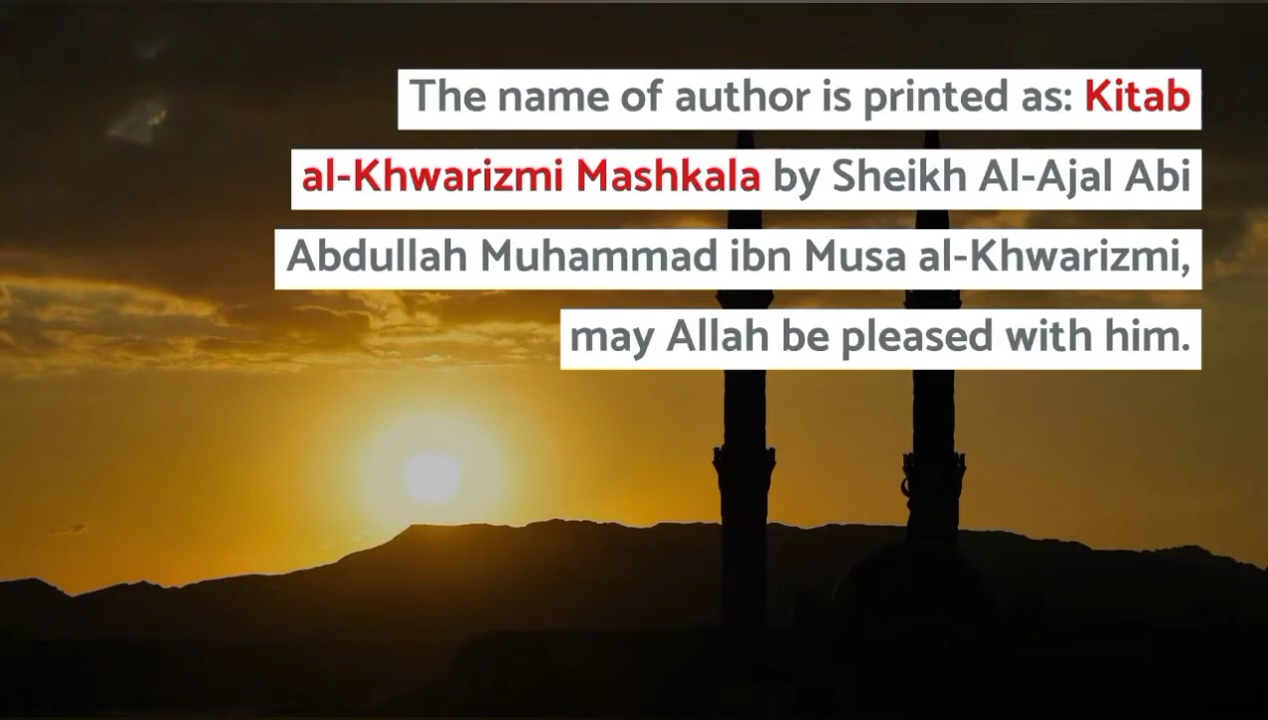 The name of author is printed as: Kitab
al-Khwarizmi Mashkala by Sheikh Al-Ajal Abi
Abdullah Muhammad ibn Musa al-Khwarizmi,
may Allah be pleased with him.